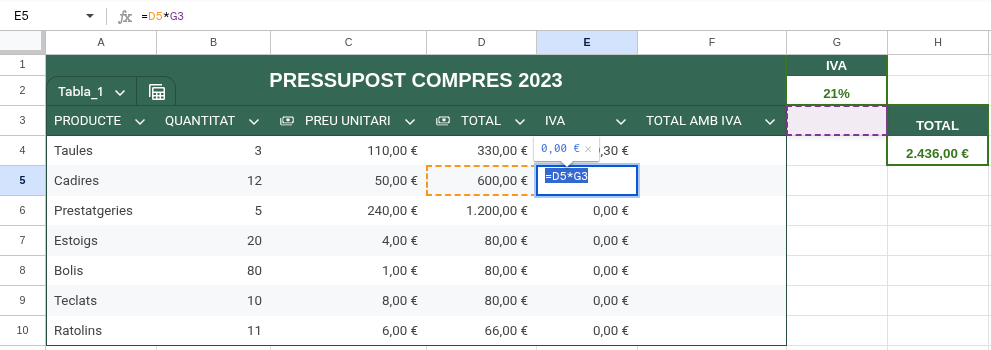 E5 fx =D5*G3
A B C D E F G H
1 IVA
PRESSUPOST COMPRES 2023
2 Tabla_1 21%
3 PRODUCTE QUANTITAT PREU UNITARI TOTAL IVA TOTAL AMB IVA TOTAL
4 Taules 3 110,00 € 330,00 € 0,00 € × ,30 € 2.436,00 €
5 Cadires 12 50,00 € 600,00 € =D5*G3
6 Prestatgeries 5 240,00 € 1.200,00 € 0,00 €
7 Estoigs 20 4,00 € 80,00 € 0,00 €
8 Bolis 80 1,00 € 80,00 € 0,00 €
9 Teclats 10 8,00 € 80,00 € 0,00 €
10 Ratolins 11 6,00 € 66,00 € 0,00 €